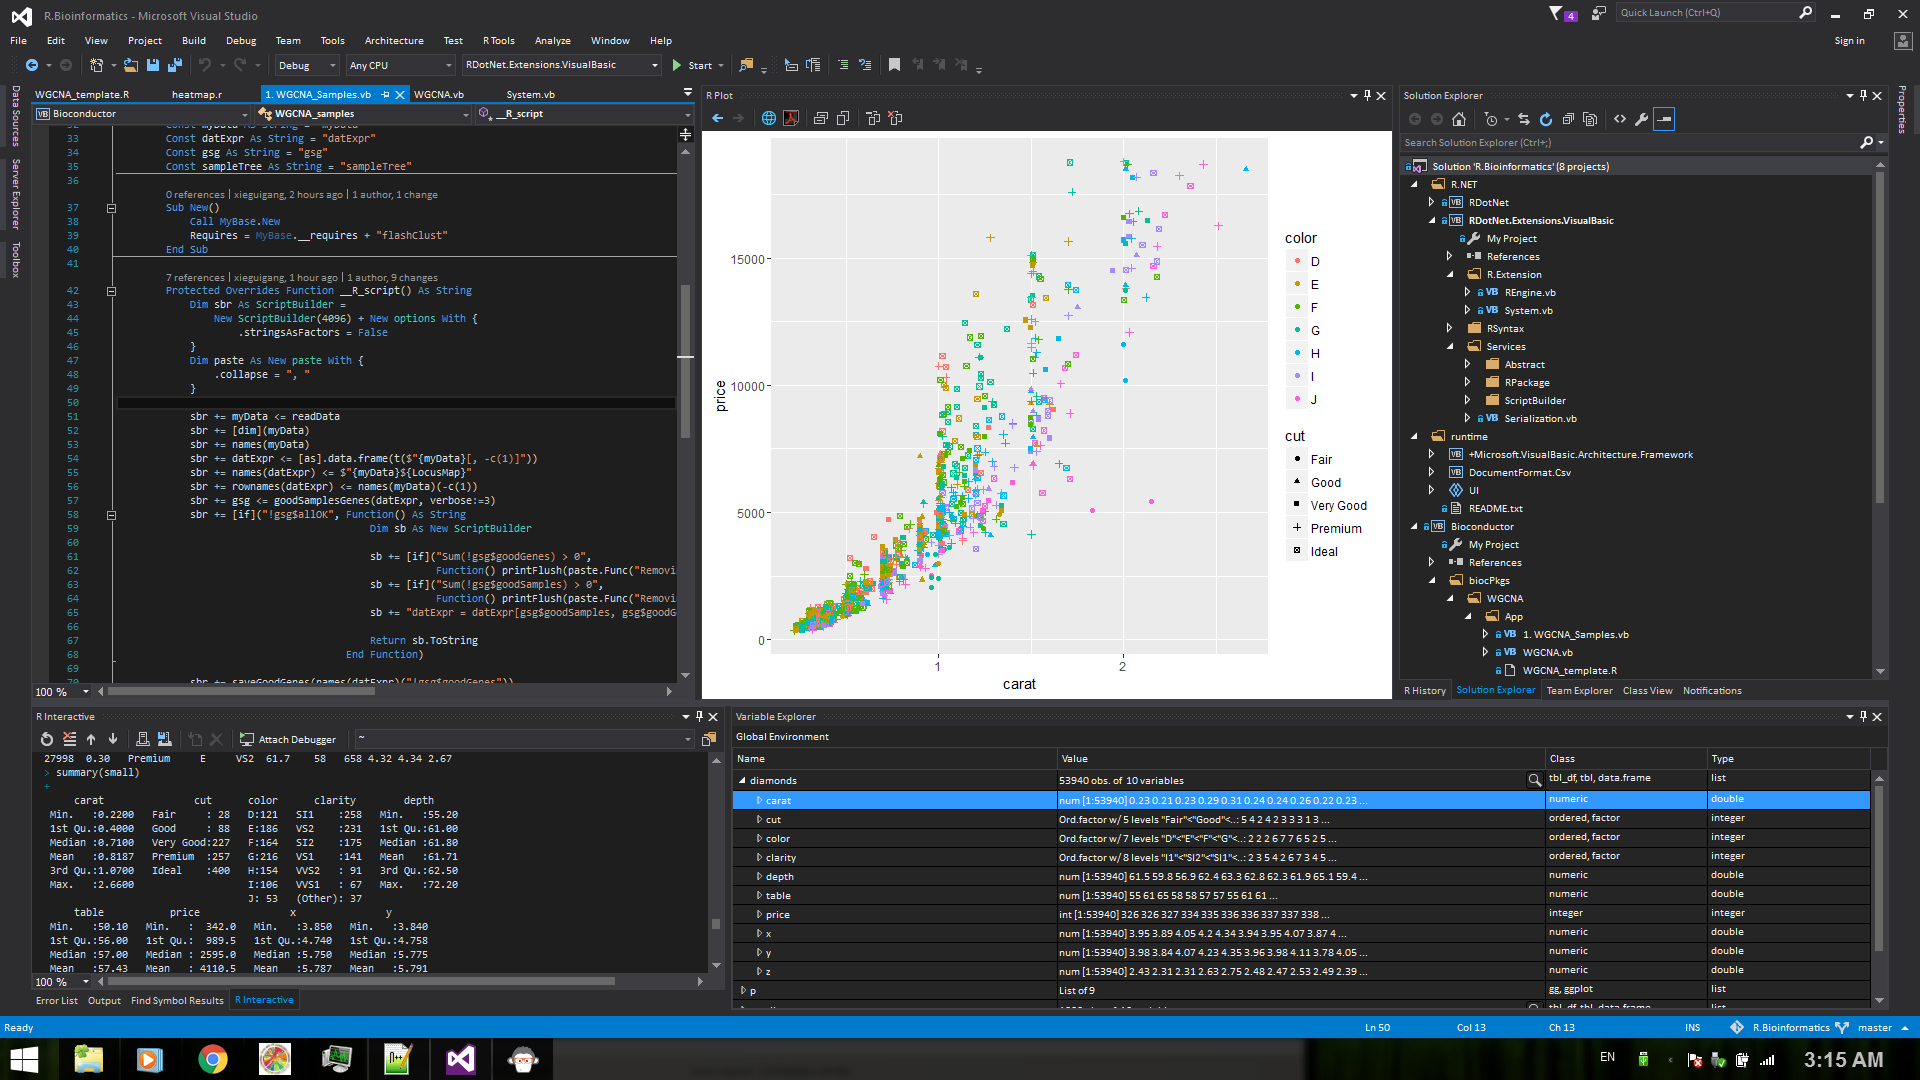 R.Bioinformatics - Microsoft Visual Studio
4
Quick Launch (Ctrl+Q)
File Edit View Project Build Debug Team Tools Architecture Test R Tools Analyze Window Help
Sign in
Debug Any CPU RDotNet.Extensions.VisualBasic Start
Data Sources
Server Explorer
Toolbox
WGCNA_template.R heatmap.r 1. WGCNA_Samples.vb WGCNA.vb System.vb
Bioconductor WGCNA_samples __R_script
33 Const datExpr As String = "datExpr"
34 Const gsg As String = "gsg"
35 Const sampleTree As String = "sampleTree"
36
0 references | xieguigang, 2 hours ago | 1 author, 1 change
37 Sub New()
38 Call MyBase.New
39 Requires = MyBase.__requires + "flashClust"
40 End Sub
41
7 references | xieguigang, 1 hour ago | 1 author, 9 changes
42 Protected Overrides Function __R_script() As String
43 Dim sbr As ScriptBuilder =
44 New ScriptBuilder(4096) + New options With {
45 .stringsAsFactors = False
46 }
47 Dim paste As New paste With {
48 .collapse = ", "
49 }
50
51 sbr += myData <= readData
52 sbr += [dim](myData)
53 sbr += names(myData)
54 sbr += datExpr <= [as].data.frame(t($"{myData}[, -c(1)]"))
55 sbr += names(datExpr) <= $"{myData}${LocusMap}"
56 sbr += rownames(datExpr) <= names(myData)(-c(1))
57 sbr += gsg <= goodSamplesGenes(datExpr, verbose:=3)
58 sbr += [if]("!gsg$allOK", Function() As String
59 Dim sb As New ScriptBuilder
60
61 sb += [if]("Sum(!gsg$goodGenes) > 0",
62 Function() printFlush(paste.Func("Removi
63 sb += [if]("Sum(!gsg$goodSamples) > 0",
64 Function() printFlush(paste.Func("Removi
65 sb += "datExpr = datExpr[gsg$goodSamples, gsg$goodG
66
67 Return sb.ToString
68 End Function)
69
70 sbr += saveGoodGenes(names(datExpr)("!gsg$goodGenes"))
100 %
R Plot
price
15000
10000
5000
0
1 2
carat
color
D
E
F
G
H
I
J
cut
Fair
Good
Very Good
Premium
Ideal
Solution Explorer
Search Solution Explorer (Ctrl+;)
Solution 'R.Bioinformatics' (8 projects)
R.NET
VB RDotNet
VB RDotNet.Extensions.VisualBasic
My Project
References
R.Extension
VB REngine.vb
VB System.vb
RSyntax
Services
Abstract
RPackage
ScriptBuilder
VB Serialization.vb
runtime
VB +Microsoft.VisualBasic.Architecture.Framework
VB DocumentFormat.Csv
UI
README.txt
VB Bioconductor
My Project
References
biocPkgs
WGCNA
App
VB 1. WGCNA_Samples.vb
VB WGCNA.vb
WGCNA_template.R
R History Solution Explorer Team Explorer Class View Notifications
Properties
R Interactive
Attach Debugger ~
27998 0.30 Premium E VS2 61.7 58 658 4.32 4.34 2.67
> summary(small)
+
carat cut color clarity depth
Min. :0.2200 Fair : 28 D:121 SI1 :258 Min. :55.20
1st Qu.:0.4000 Good : 88 E:186 VS2 :231 1st Qu.:61.00
Median :0.7100 Very Good:227 F:164 SI2 :175 Median :61.80
Mean :0.8187 Premium :257 G:216 VS1 :141 Mean :61.71
3rd Qu.:1.0700 Ideal :400 H:154 VVS2 : 91 3rd Qu.:62.50
Max. :2.6600 I:106 VVS1 : 67 Max. :72.20
J: 53 (Other): 37
table price x y
Min. :50.10 Min. : 342.0 Min. :3.850 Min. :3.840
1st Qu.:56.00 1st Qu.: 989.5 1st Qu.:4.740 1st Qu.:4.758
Median :57.00 Median : 2595.0 Median :5.750 Median :5.775
Mean :57.43 Mean : 4110.5 Mean :5.787 Mean :5.791
100 %
Error List Output Find Symbol Results R Interactive
Variable Explorer
Global Environment
Name Value Class Type
diamonds 53940 obs. of 10 variables tbl_df, tbl, data.frame list
carat num [1:53940] 0.23 0.21 0.23 0.29 0.31 0.24 0.24 0.26 0.22 0.23 ... numeric double
cut Ord.factor w/ 5 levels "Fair"<"Good"<..: 5 4 2 4 2 3 3 3 1 3 ... ordered, factor integer
color Ord.factor w/ 7 levels "D"<"E"<"F"<"G"<..: 2 2 2 6 7 7 6 5 2 5 ... ordered, factor integer
clarity Ord.factor w/ 8 levels "I1"<"SI2"<"SI1"<..: 2 3 5 4 2 6 7 3 4 5 ... ordered, factor integer
depth num [1:53940] 61.5 59.8 56.9 62.4 63.3 62.8 62.3 61.9 65.1 59.4 ... numeric double
table num [1:53940] 55 61 65 58 58 57 57 55 61 61 ... numeric double
price int [1:53940] 326 326 327 334 335 336 336 337 337 338 ... integer integer
x num [1:53940] 3.95 3.89 4.05 4.2 4.34 3.94 3.95 4.07 3.87 4 ... numeric double
y num [1:53940] 3.98 3.84 4.07 4.23 4.35 3.96 3.98 4.11 3.78 4.05 ... numeric double
z num [1:53940] 2.43 2.31 2.31 2.63 2.75 2.48 2.47 2.53 2.49 2.39 ... numeric double
p List of 9 gg, ggplot list
Ready Ln 50 Col 13 Ch 13 INS R.Bioinformatics master
EN 3:15 AM